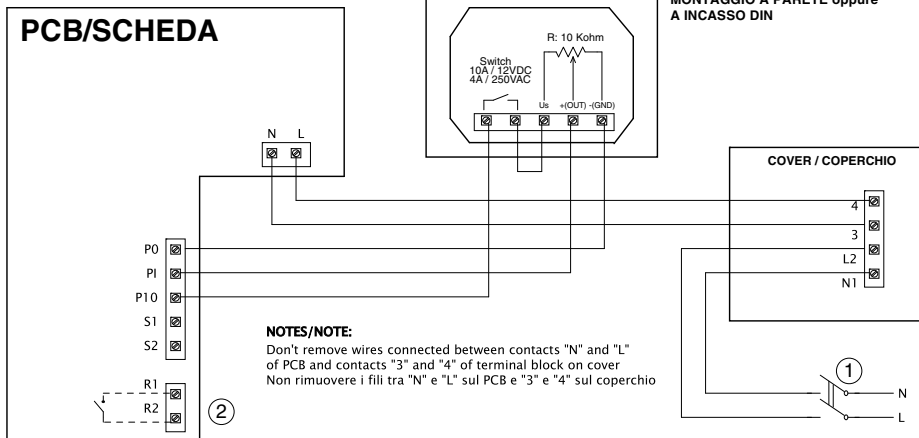 MONTAGGIO A PARETE oppure
A INCASSO DIN
PCB/SCHEDA
R: 10 Kohm
Switch
10A / 12VDC
4A / 250VAC
Us +(OUT) -(GND)
N L
COVER / COPERCHIO
4
3
L2
N1
P0
PI
P10
S1
S2
R1
R2
2
NOTES/NOTE:
Don't remove wires connected between contacts "N" and "L"
of PCB and contacts "3" and "4" of terminal block on cover
Non rimuovere i fili tra "N" e "L" sul PCB e "3" e "4" sul coperchio
1
N
L